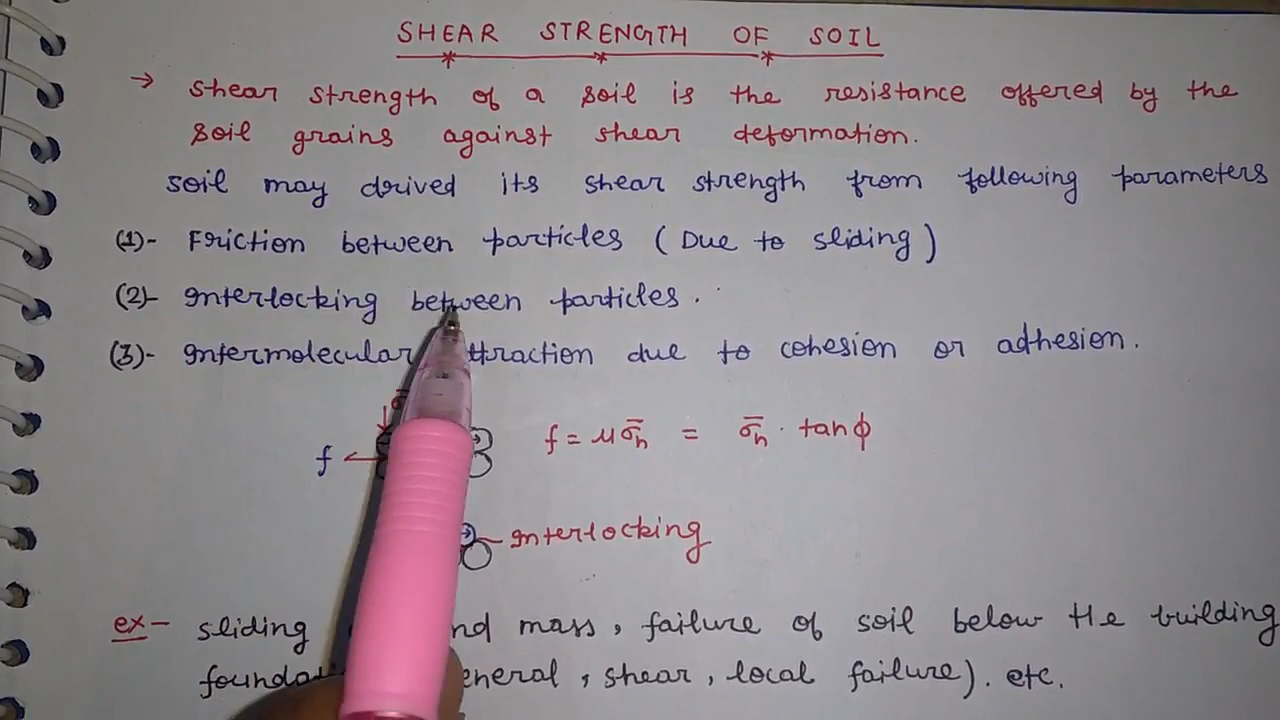 SHEAR STRENGTH OF SOIL
→ Shear strength of a soil is the resistance offered by the
soil grains against shear deformation.
soil may drived its shear strength from following parameters
(1)- Friction between particles (Due to sliding)
(2)- Interlocking between particles.
(3)- Intermolecular attraction due to cohesion or adhesion.
f f = μσ̄n = σ̄n · tanϕ
Interlocking
ex- sliding mass, failure of soil below the building
failure). etc. , shear, local